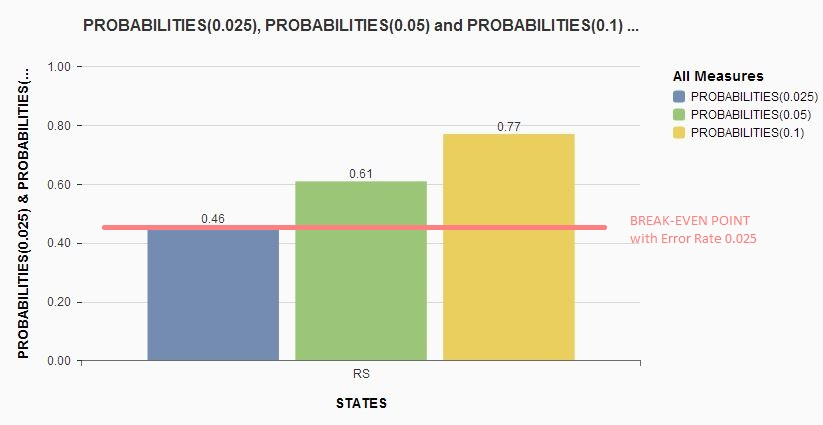 PROBABILITIES(0.025), PROBABILITIES(0.05) and PROBABILITIES(0.1) ...
PROBABILITIES(0.025) & PROBABILITIES(...
1.00
0.80
0.60
0.40
0.20
0.00
0.46
0.61
0.77
RS
STATES
BREAK-EVEN POINT
with Error Rate 0.025
All Measures
PROBABILITIES(0.025)
PROBABILITIES(0.05)
PROBABILITIES(0.1)